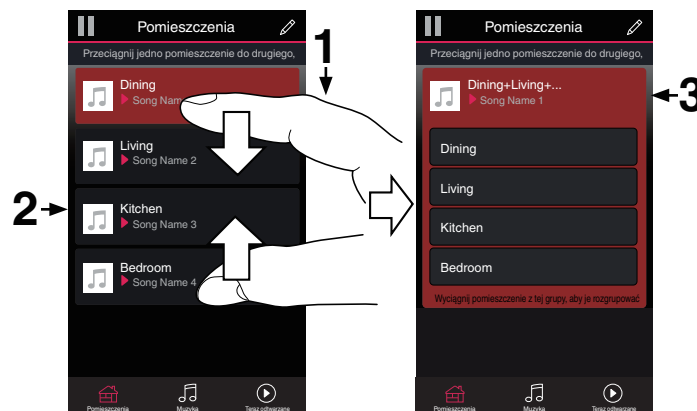 Pomieszczenia
Przeciągnij jedno pomieszczenie do drugiego,
1
Dining
Song Nam
Living
Song Name 2
2
Kitchen
Song Name 3
Bedroom
Song Name 4
Pomieszczenia
Muzyka
Teraz odtwarzane
Pomieszczenia
Przeciągnij jedno pomieszczenie do drugiego,
Dining+Living+...
Song Name 1
3
Dining
Living
Kitchen
Bedroom
Wyciągnij pomieszczenie z tej grupy, aby je rozgrupować
Pomieszczenia
Muzyka
Teraz odtwarzane